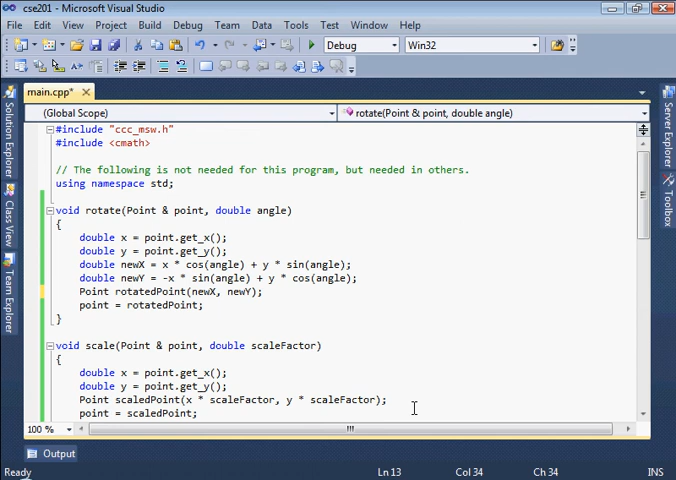 cse201 - Microsoft Visual Studio
File Edit View Project Build Debug Team Data Tools Test Window Help
Debug Win32
main.cpp*
(Global Scope) rotate(Point & point, double angle)
#include "ccc_msw.h"
#include <cmath>
// The following is not needed for this program, but needed in others.
using namespace std;
void rotate(Point & point, double angle)
{
double x = point.get_x();
double y = point.get_y();
double newX = x * cos(angle) + y * sin(angle);
double newY = -x * sin(angle) + y * cos(angle);
Point rotatedPoint(newX, newY);
point = rotatedPoint;
}
void scale(Point & point, double scaleFactor)
{
double x = point.get_x();
double y = point.get_y();
Point scaledPoint(x * scaleFactor, y * scaleFactor);
point = scaledPoint;
100 %
Output
Ready Ln 13 Col 34 Ch 34 INS
Solution Explorer
Class View
Team Explorer
Server Explorer
Toolbox